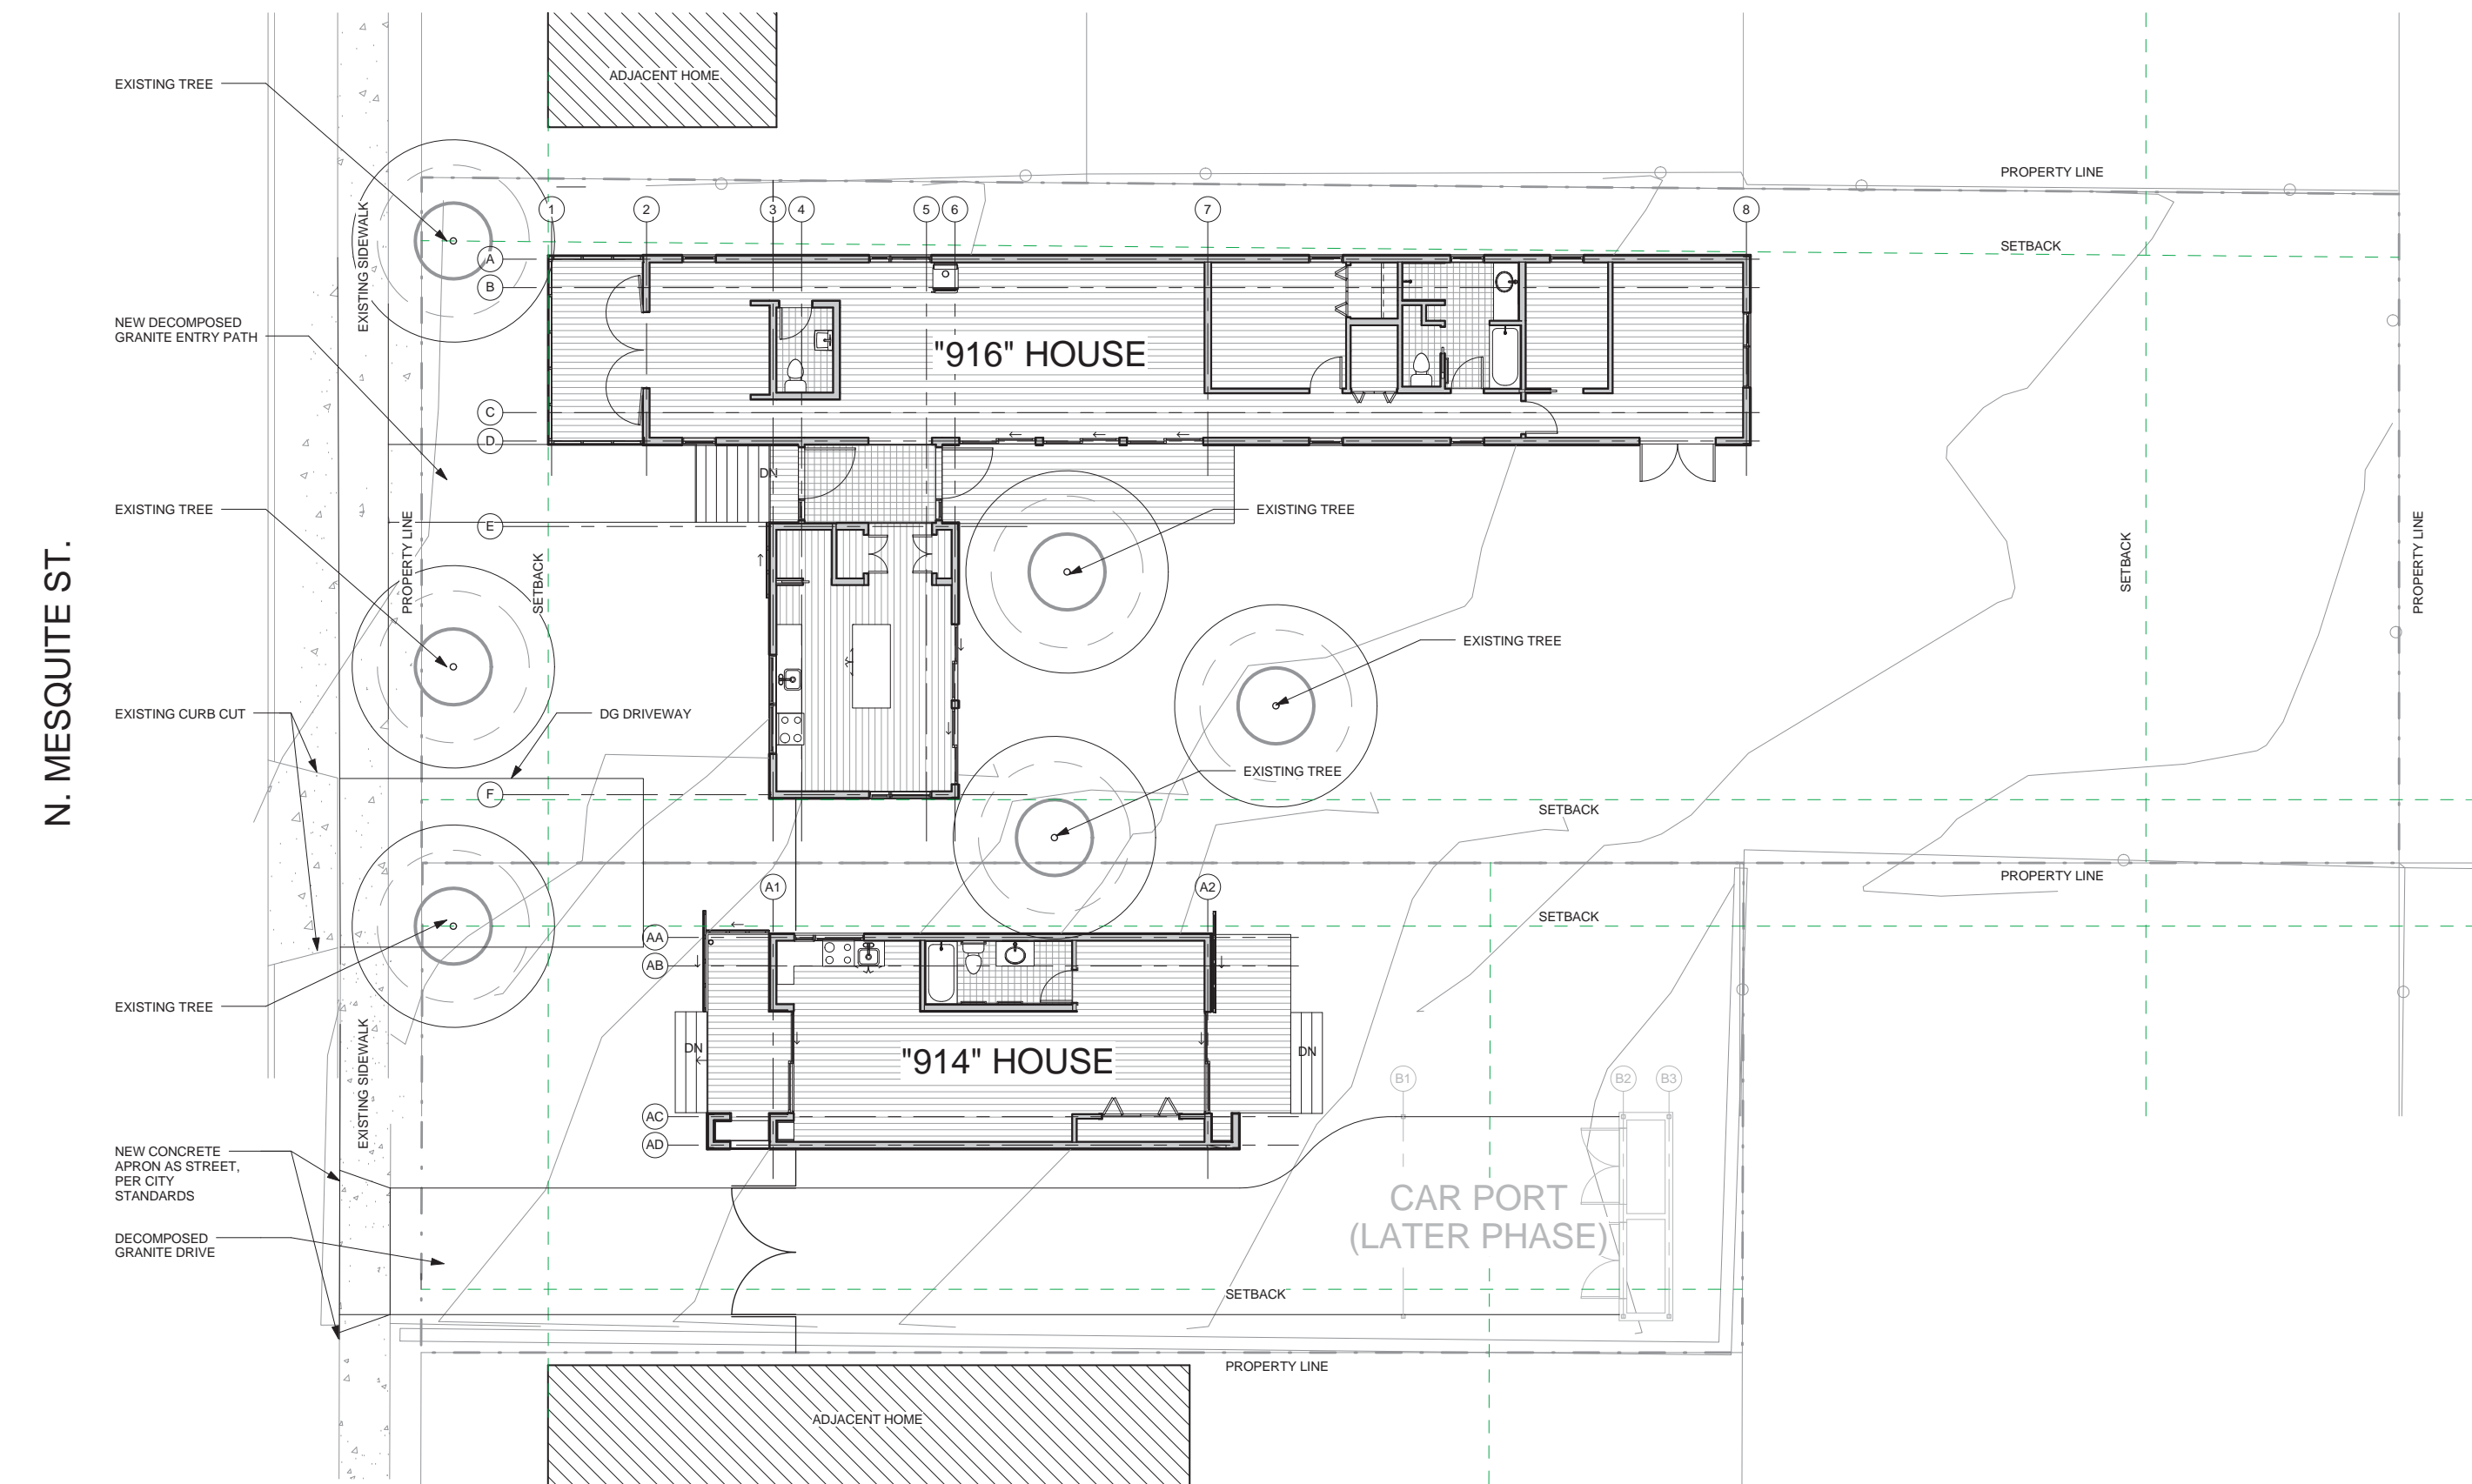 ADJACENT HOME
EXISTING TREE
PROPERTY LINE
1
2
3
4
5
6
7
8
EXISTING SIDEWALK
SETBACK
A
B
NEW DECOMPOSED
GRANITE ENTRY PATH
"916" HOUSE
C
D
DN
EXISTING TREE
EXISTING TREE
E
N. MESQUITE ST.
PROPERTY LINE
SETBACK
SETBACK
PROPERTY LINE
EXISTING TREE
EXISTING CURB CUT
DG DRIVEWAY
EXISTING TREE
F
SETBACK
PROPERTY LINE
A1
A2
SETBACK
AA
AB
EXISTING TREE
EXISTING SIDEWALK
DN
"914" HOUSE
DN
B1
B2
B3
AC
AD
NEW CONCRETE
APRON AS STREET,
PER CITY
STANDARDS
CAR PORT
(LATER PHASE)
DECOMPOSED
GRANITE DRIVE
SETBACK
PROPERTY LINE
ADJACENT HOME